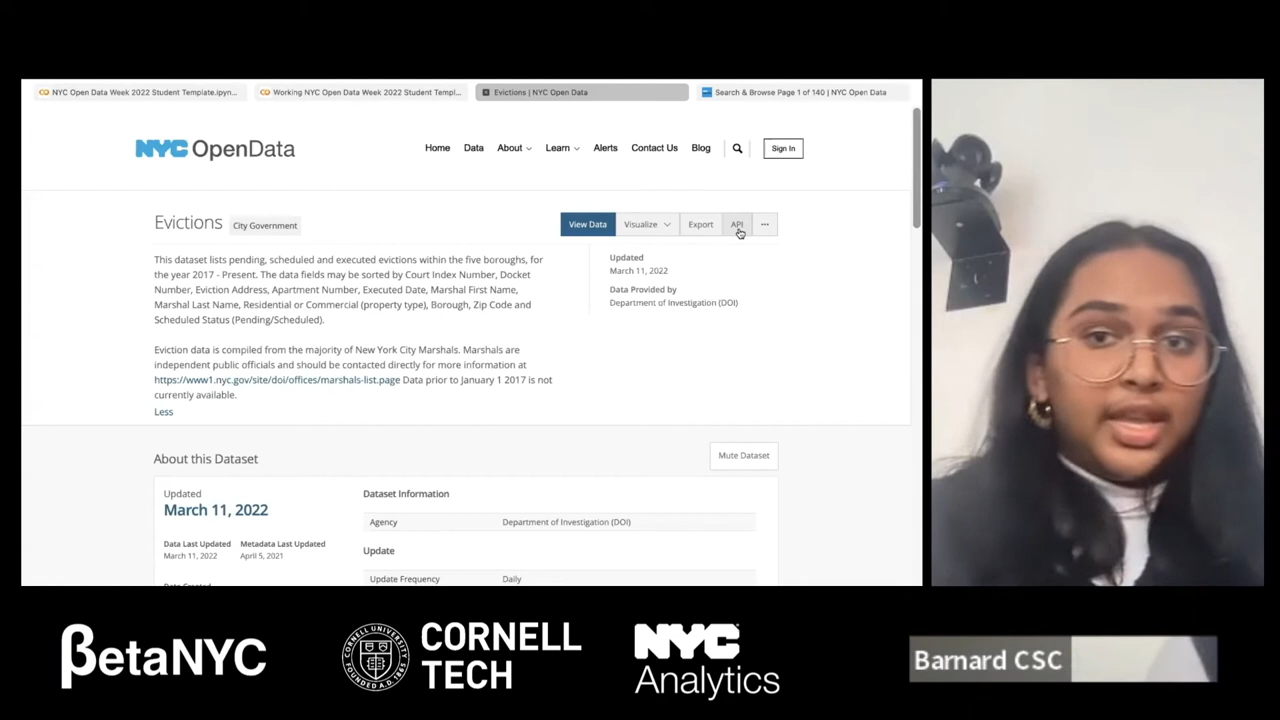 NYC Open Data Week 2022 Student Template.ipyn...
Working NYC Open Data Week 2022 Student Templ...
Evictions | NYC Open Data
Search & Browse Page 1 of 140 | NYC Open Data
NYC OpenData
Home
Data
About
Learn
Alerts
Contact Us
Blog
Sign In
Evictions
City Government
View Data
Visualize
Export
API
This dataset lists pending, scheduled and executed evictions within the five boroughs, for
the year 2017 - Present. The data fields may be sorted by Court Index Number, Docket
Number, Eviction Address, Apartment Number, Executed Date, Marshal First Name,
Marshal Last Name, Residential or Commercial (property type), Borough, Zip Code and
Scheduled Status (Pending/Scheduled).
Eviction data is compiled from the majority of New York City Marshals. Marshals are
independent public officials and should be contacted directly for more information at
https://www1.nyc.gov/site/doi/offices/marshals-list.page Data prior to January 1 2017 is not
currently available.
Less
Updated
March 11, 2022
Data Provided by
Department of Investigation (DOI)
About this Dataset
Mute Dataset
Updated
March 11, 2022
Data Last Updated
March 11, 2022
Metadata Last Updated
April 5, 2021
Dataset Information
Agency
Department of Investigation (DOI)
Update
Update Frequency
Daily
βetaNYC
CORNELL
TECH
NYC
Analytics
Barnard CSC